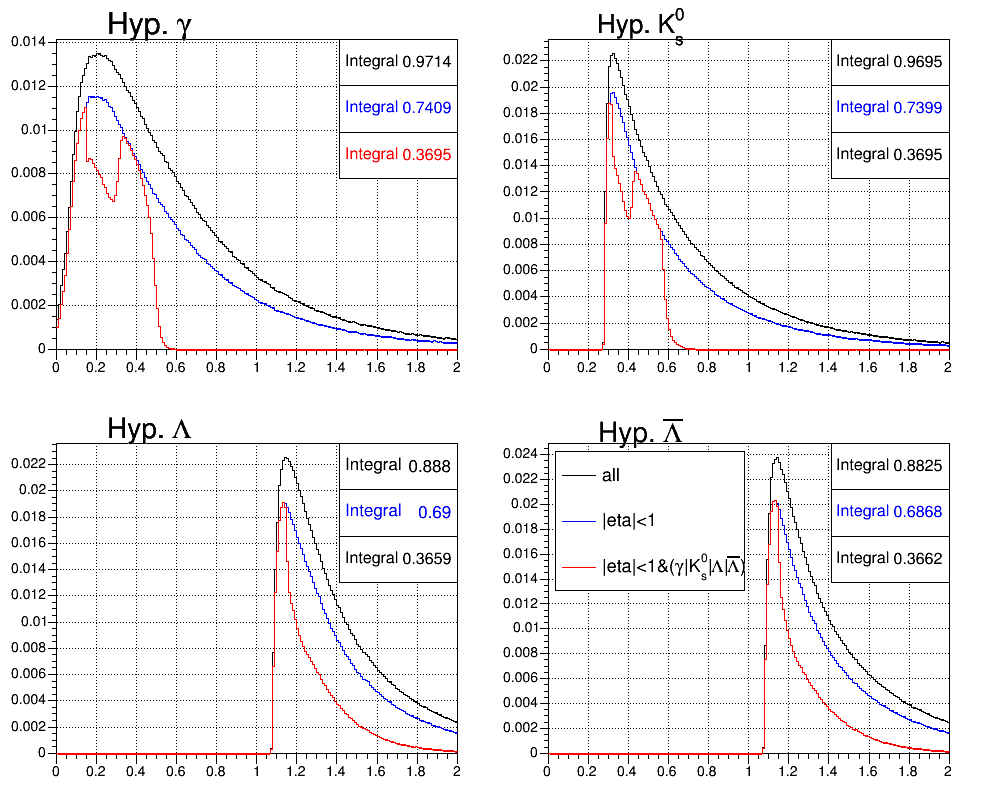 Hyp. γ
0.014
0.012
0.01
0.008
0.006
0.004
0.002
0
Integral 0.9714
Integral 0.7409
Integral 0.3695
0 0.2 0.4 0.6 0.8 1 1.2 1.4 1.6 1.8 2
Hyp. K⁰ₛ
0.022
0.02
0.018
0.016
0.014
0.012
0.01
0.008
0.006
0.004
0.002
0
Integral 0.9695
Integral 0.7399
Integral 0.3695
0 0.2 0.4 0.6 0.8 1 1.2 1.4 1.6 1.8 2
Hyp. Λ
0.022
0.02
0.018
0.016
0.014
0.012
0.01
0.008
0.006
0.004
0.002
0
Integral 0.888
Integral 0.69
Integral 0.3659
0 0.2 0.4 0.6 0.8 1 1.2 1.4 1.6 1.8 2
Hyp. Λ̅
0.024
0.022
0.02
0.018
0.016
0.014
0.012
0.01
0.008
0.006
0.004
0.002
0
all
|eta|<1
|eta|<1&(γ|K⁰ₛ|Λ|Λ̅)
Integral 0.8825
Integral 0.6868
Integral 0.3662
0 0.2 0.4 0.6 0.8 1 1.2 1.4 1.6 1.8 2